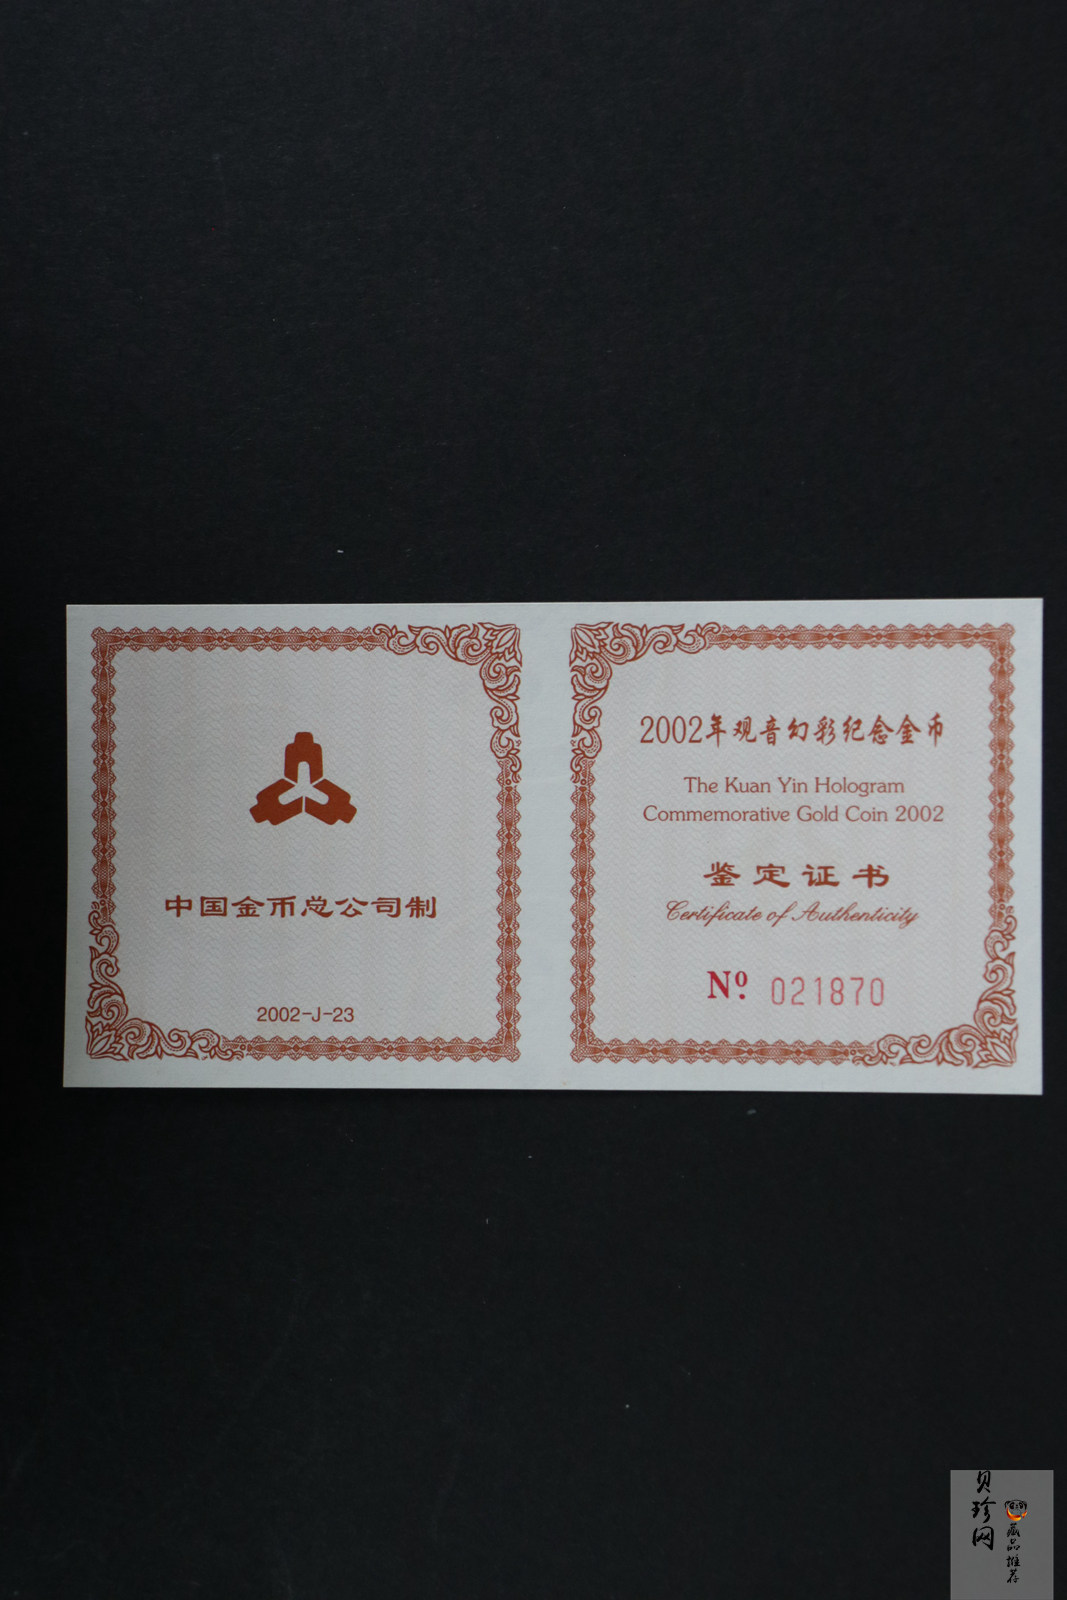 中国金币总公司制
2002-J-23
2002年观音幻彩纪念金币
The Kuan Yin Hologram
Commemorative Gold Coin 2002
鉴定证书
Certificate of Authenticity
Nº 021870
贝珍网
藏品推荐